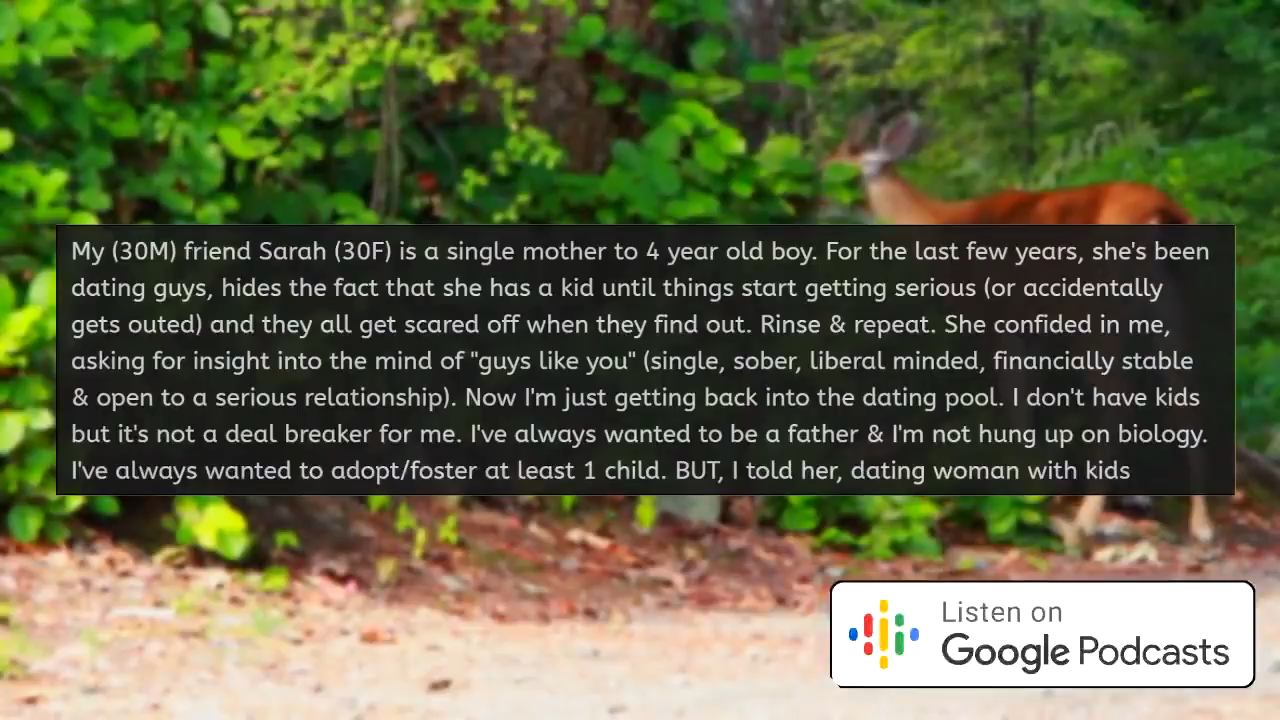 My (30M) friend Sarah (30F) is a single mother to 4 year old boy. For the last few years, she's been
dating guys, hides the fact that she has a kid until things start getting serious (or accidentally
gets outed) and they all get scared off when they find out. Rinse & repeat. She confided in me,
asking for insight into the mind of "guys like you" (single, sober, liberal minded, financially stable
& open to a serious relationship). Now I'm just getting back into the dating pool. I don't have kids
but it's not a deal breaker for me. I've always wanted to be a father & I'm not hung up on biology.
I've always wanted to adopt/foster at least 1 child. BUT, I told her, dating woman with kids
Listen on
Google Podcasts